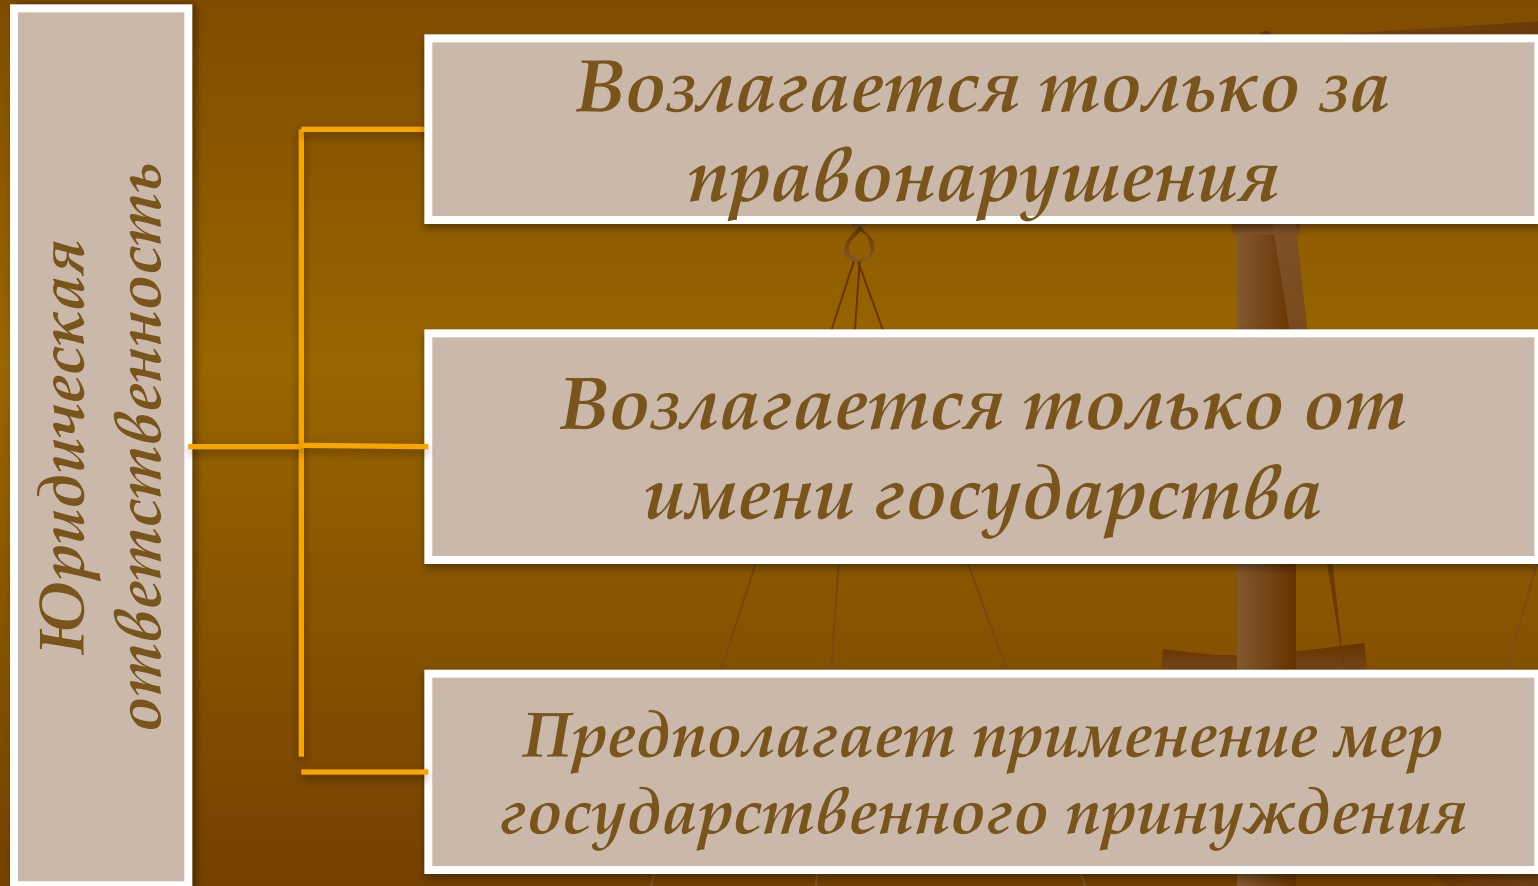 Юридическая
ответственность
Возлагается только за
правонарушения
Возлагается только от
имени государства
Предполагает применение мер
государственного принуждения